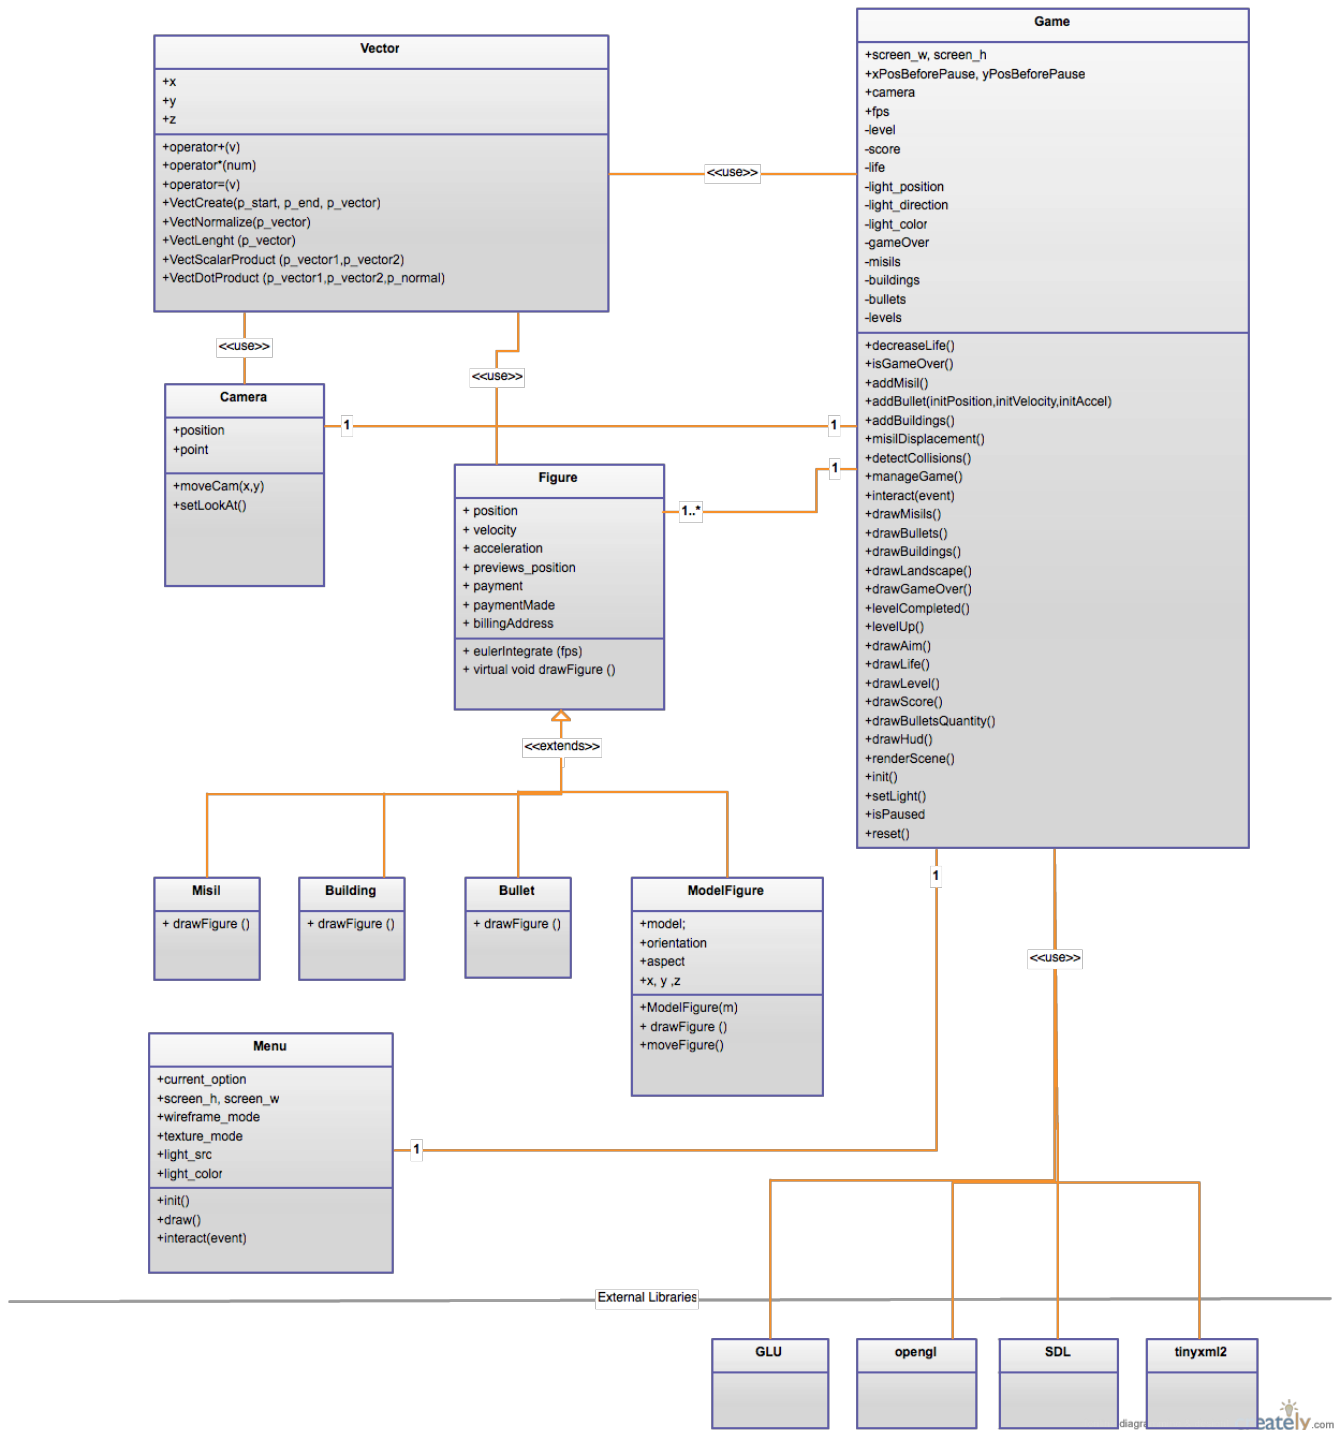 Vector
+x
+y
+z
+operator+(v)
+operator*(num)
+operator=(v)
+VectCreate(p_start, p_end, p_vector)
+VectNormalize(p_vector)
+VectLenght (p_vector)
+VectScalarProduct (p_vector1,p_vector2)
+VectDotProduct (p_vector1,p_vector2,p_normal)
<<use>>
Game
+screen_w, screen_h
+xPosBeforePause, yPosBeforePause
+camera
+fps
-level
-score
-life
-light_position
-light_direction
-light_color
-gameOver
-misils
-buildings
-bullets
-levels
+decreaseLife()
+isGameOver()
+addMisil()
+addBullet(initPosition,initVelocity,initAccel)
+addBuildings()
+misilDisplacement()
+detectCollisions()
+manageGame()
+interact(event)
+drawMisils()
+drawBullets()
+drawBuildings()
+drawLandscape()
+drawGameOver()
+levelCompleted()
+levelUp()
+drawAim()
+drawLife()
+drawLevel()
+drawScore()
+drawBulletsQuantity()
+drawHud()
+renderScene()
+init()
+setLight()
+isPaused
+reset()
<<use>>
<<use>>
Camera
+position
+point
+moveCam(x,y)
+setLookAt()
1
1
1
1..*
Figure
+ position
+ velocity
+ acceleration
+ previews_position
+ payment
+ paymentMade
+ billingAddress
+ eulerIntegrate (fps)
+ virtual void drawFigure ()
<<extends>>
Misil
+ drawFigure ()
Building
+ drawFigure ()
Bullet
+ drawFigure ()
ModelFigure
+model;
+orientation
+aspect
+x, y ,z
+ModelFigure(m)
+ drawFigure ()
+moveFigure()
1
<<use>>
Menu
+current_option
+screen_h, screen_w
+wireframe_mode
+texture_mode
+light_src
+light_color
+init()
+draw()
+interact(event)
1
External Libraries
GLU
opengl
SDL
tinyxml2
diagra
eately.com